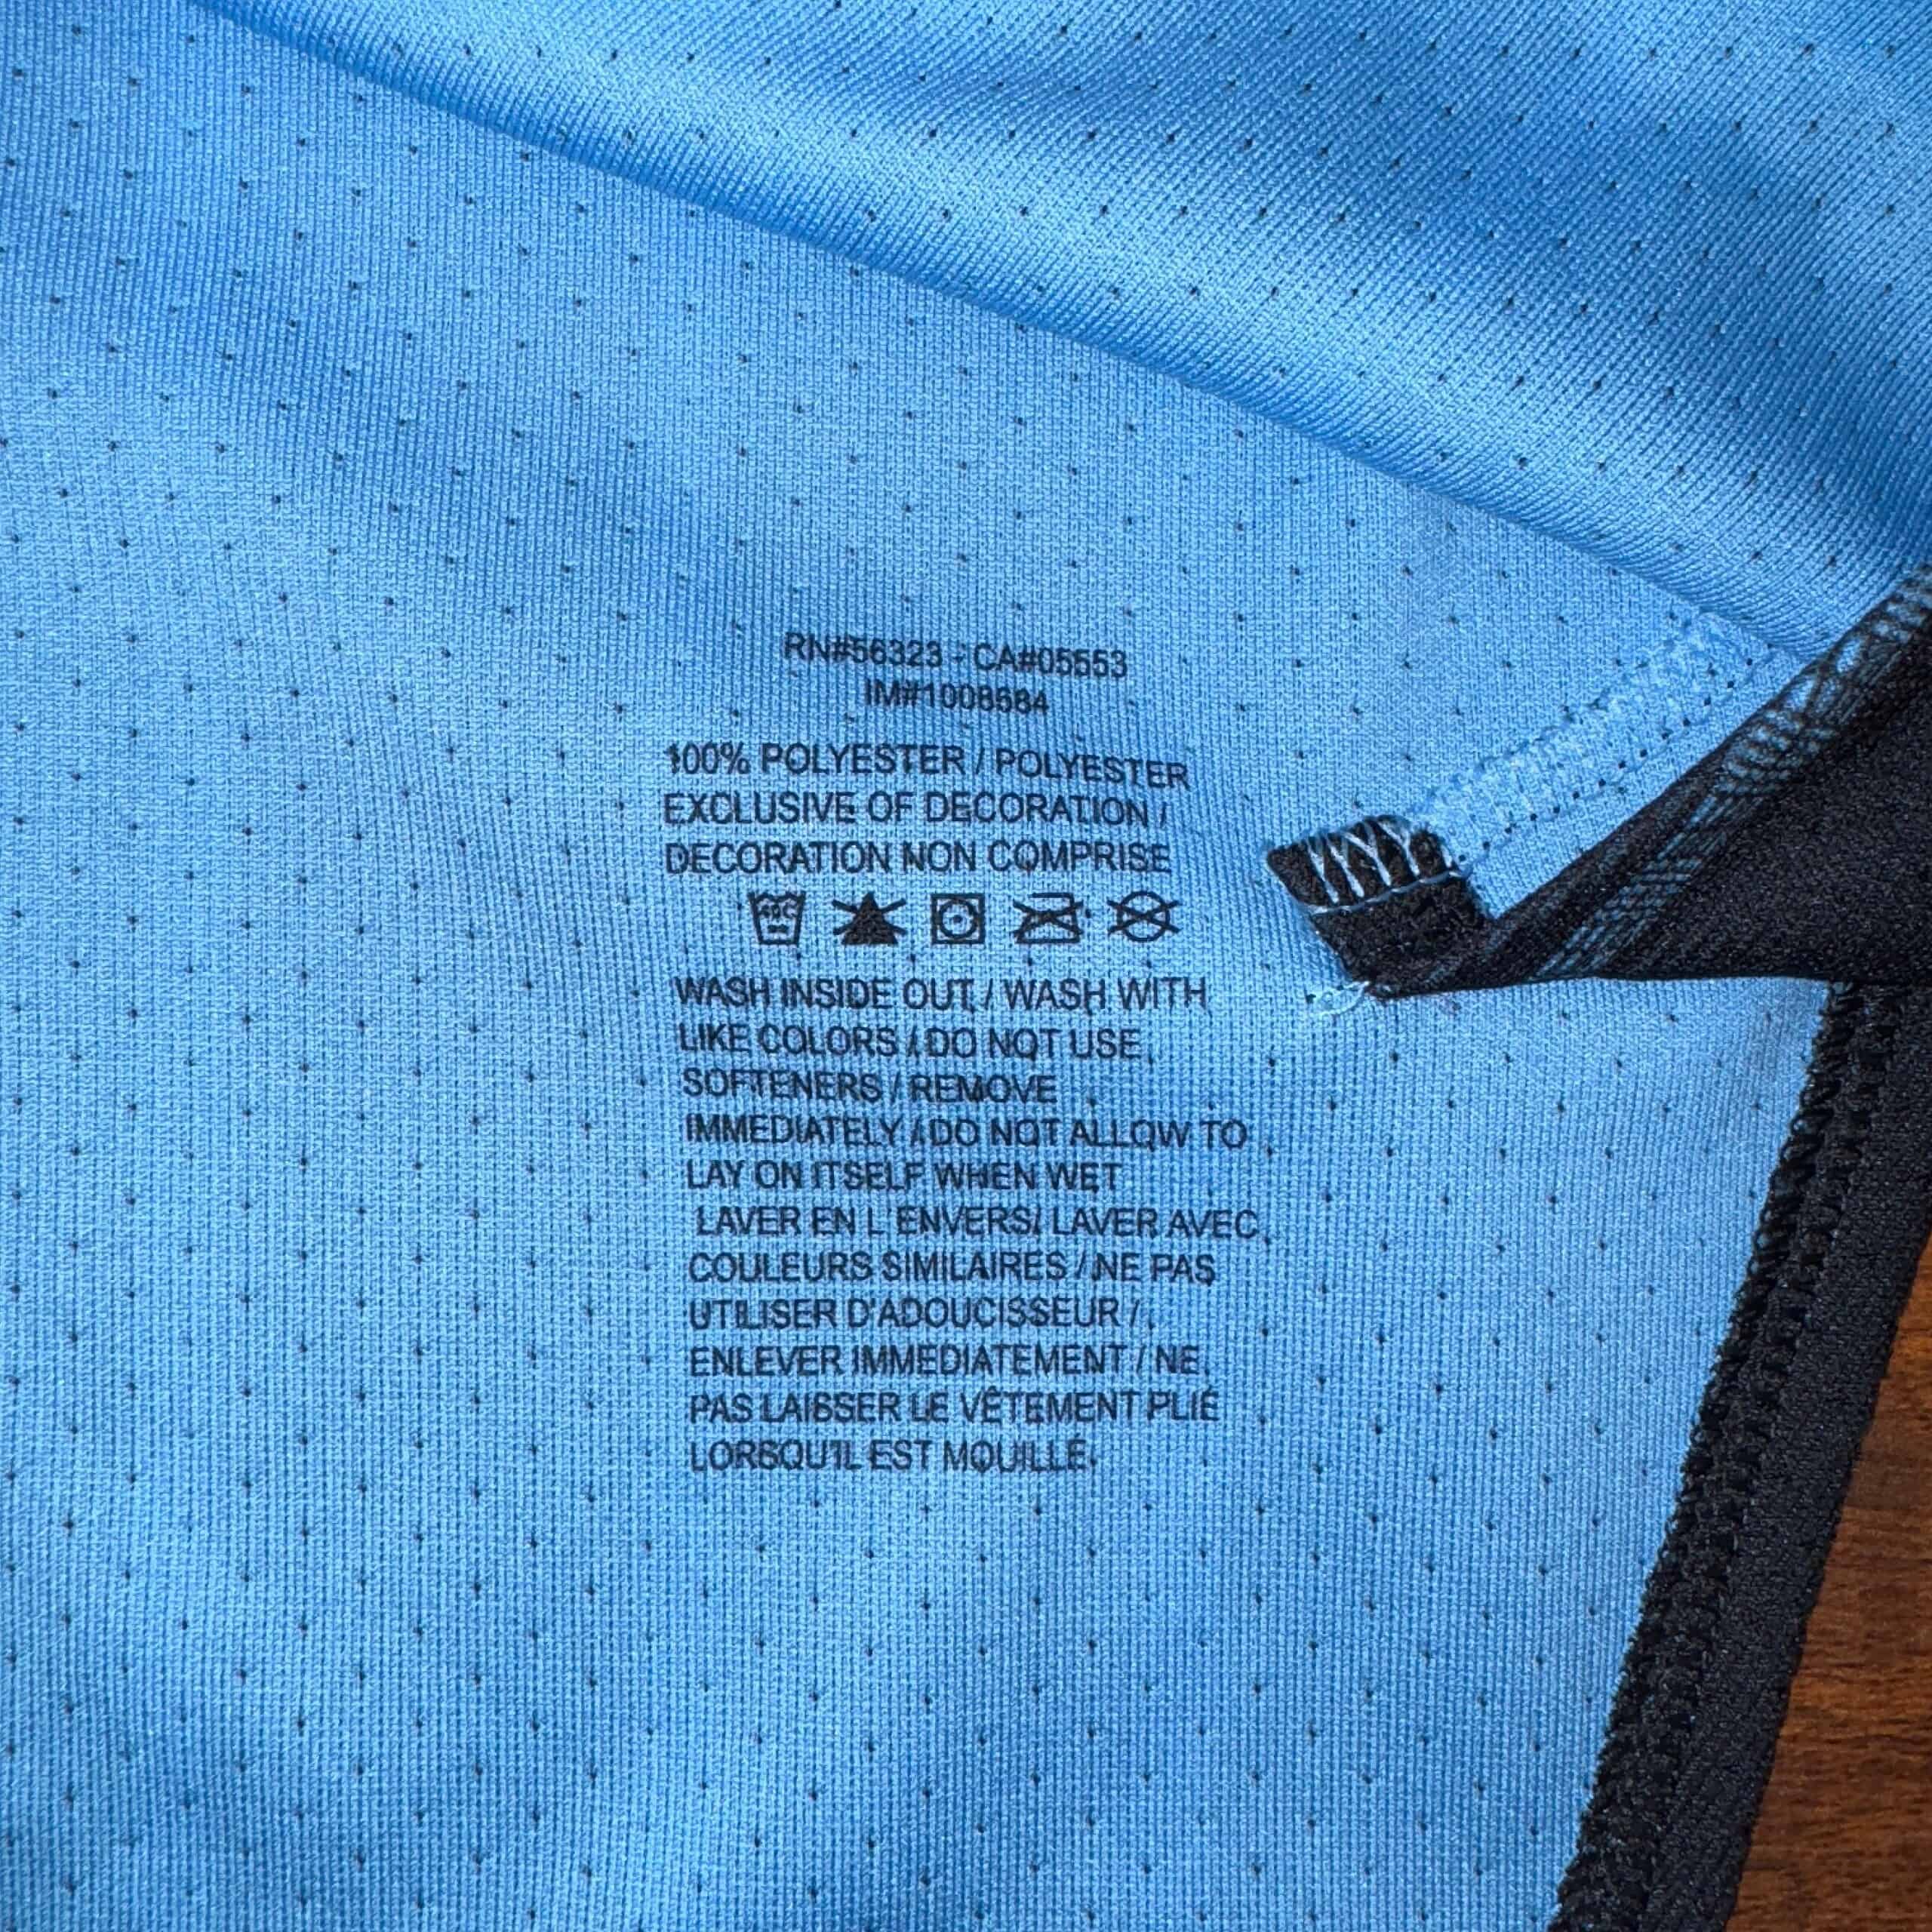 RN#56323 - CA#05553
IM#1008584
100% POLYESTER / POLYESTER
EXCLUSIVE OF DECORATION /
DECORATION NON COMPRISE
WASH INSIDE OUT / WASH WITH
LIKE COLORS / DO NOT USE
SOFTENERS / REMOVE
IMMEDIATELY / DO NOT ALLOW TO
LAY ON ITSELF WHEN WET
LAVER EN L'ENVERS/ LAVER AVEC
COULEURS SIMILAIRES / NE PAS
UTILISER D'ADOUCISSEUR /
ENLEVER IMMEDIATEMENT / NE
PAS LAISSER LE VÊTEMENT PLIÉ
LORSQU'IL EST MOUILLÉ